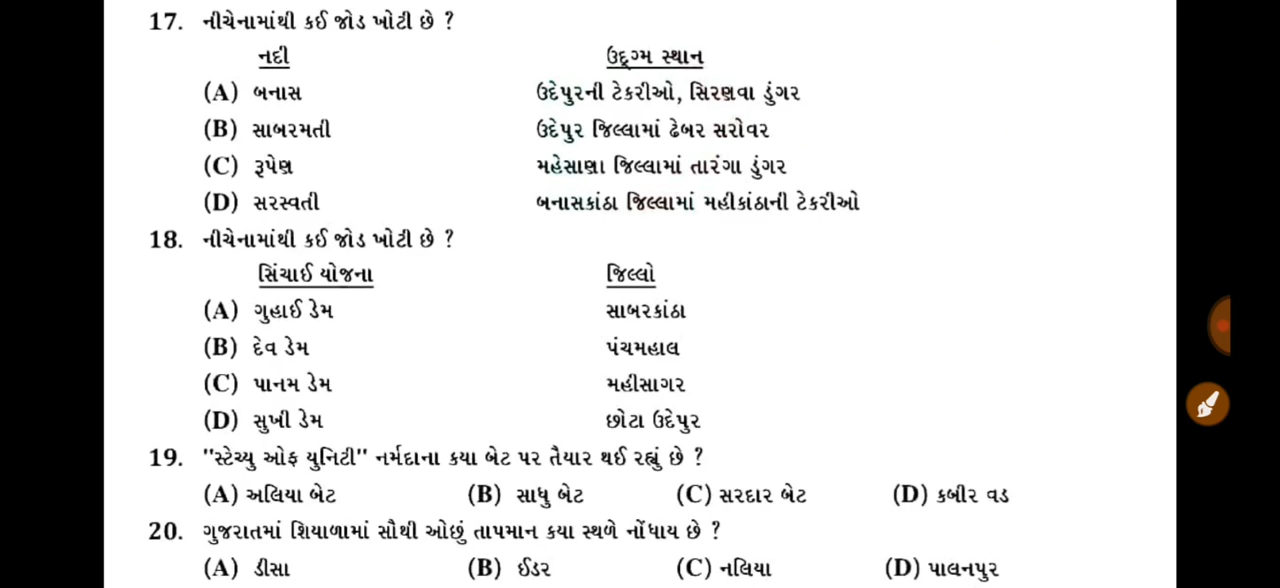 17. નીચેનામાંથી કઈ જોડ ખોટી છે ?
નદી ઉદ્ગમ સ્થાન
(A) બનાસ ઉદેપુરની ટેકરીઓ, સિરણવા ડુંગર
(B) સાબરમતી ઉદેપુર જિલ્લામાં ઢેબર સરોવર
(C) રૂપેણ મહેસાણા જિલ્લામાં તારંગા ડુંગર
(D) સરસ્વતી બનાસકાંઠા જિલ્લામાં મહીકાંઠાની ટેકરીઓ
18. નીચેનામાંથી કઈ જોડ ખોટી છે ?
સિંચાઈ યોજના જિલ્લો
(A) ગુહાઈ ડેમ સાબરકાંઠા
(B) દેવ ડેમ પંચમહાલ
(C) પાનમ ડેમ મહીસાગર
(D) સુખી ડેમ છોટા ઉદેપુર
19. "સ્ટેચ્યુ ઓફ યુનિટી" નર્મદાના કયા બેટ પર તૈયાર થઈ રહ્યું છે ?
(A) અલિયા બેટ (B) સાધુ બેટ (C) સરદાર બેટ (D) કબીર વડ
20. ગુજરાતમાં શિયાળામાં સૌથી ઓછું તાપમાન કયા સ્થળે નોંધાય છે ?
(A) ડીસા (B) ઈડર (C) નલિયા (D) પાલનપુર